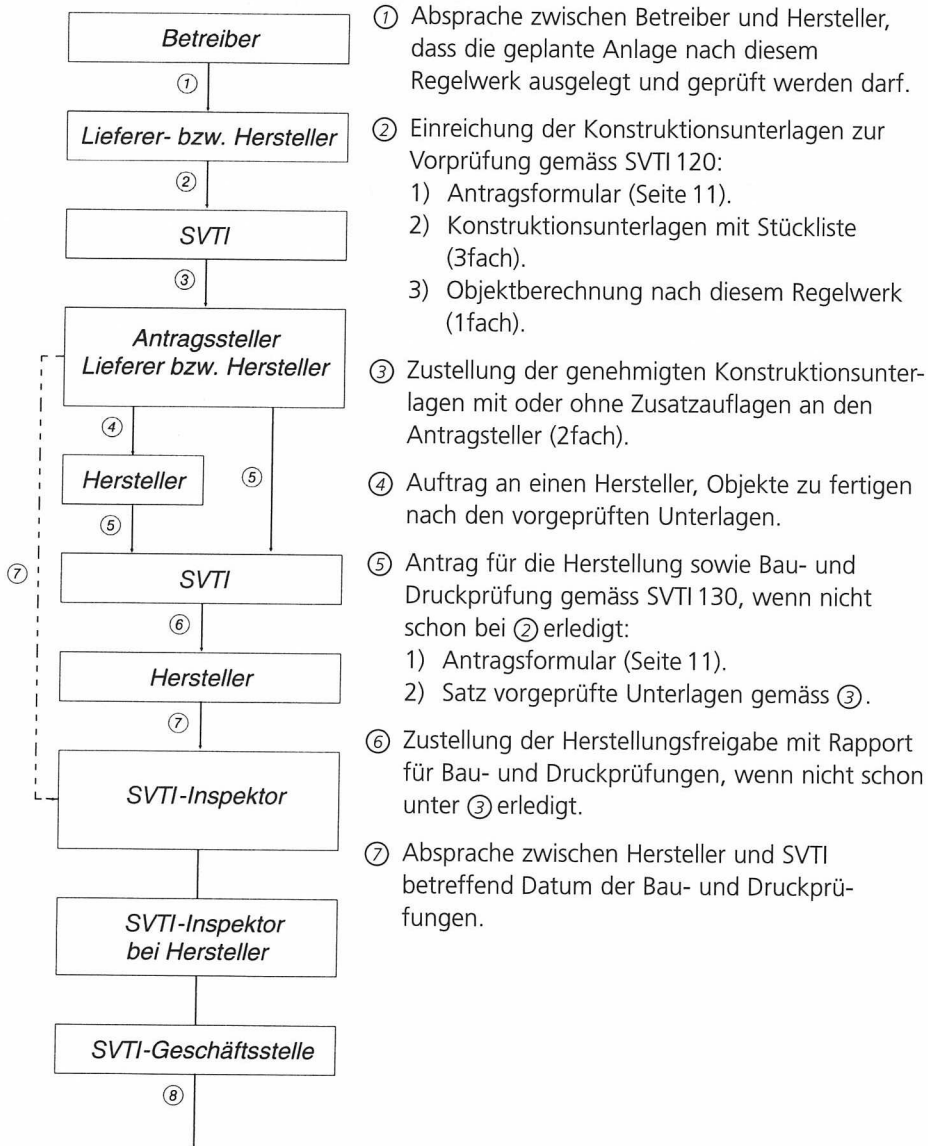 Betreiber
①
Lieferer- bzw. Hersteller
②
SVTI
③
Antragssteller
Lieferer bzw. Hersteller
④
Hersteller
⑤
⑤
⑦
SVTI
⑥
Hersteller
⑦
SVTI-Inspektor
SVTI-Inspektor
bei Hersteller
SVTI-Geschäftsstelle
⑧
① Absprache zwischen Betreiber und Hersteller,
dass die geplante Anlage nach diesem
Regelwerk ausgelegt und geprüft werden darf.
② Einreichung der Konstruktionsunterlagen zur
Vorprüfung gemäss SVTI 120:
1) Antragsformular (Seite 11).
2) Konstruktionsunterlagen mit Stückliste
(3fach).
3) Objektberechnung nach diesem Regelwerk
(1fach).
③ Zustellung der genehmigten Konstruktionsunter-
lagen mit oder ohne Zusatzauflagen an den
Antragsteller (2fach).
④ Auftrag an einen Hersteller, Objekte zu fertigen
nach den vorgeprüften Unterlagen.
⑤ Antrag für die Herstellung sowie Bau- und
Druckprüfung gemäss SVTI 130, wenn nicht
schon bei ② erledigt:
1) Antragsformular (Seite 11).
2) Satz vorgeprüfte Unterlagen gemäss ③.
⑥ Zustellung der Herstellungsfreigabe mit Rapport
für Bau- und Druckprüfungen, wenn nicht schon
unter ③ erledigt.
⑦ Absprache zwischen Hersteller und SVTI
betreffend Datum der Bau- und Druckprü-
fungen.